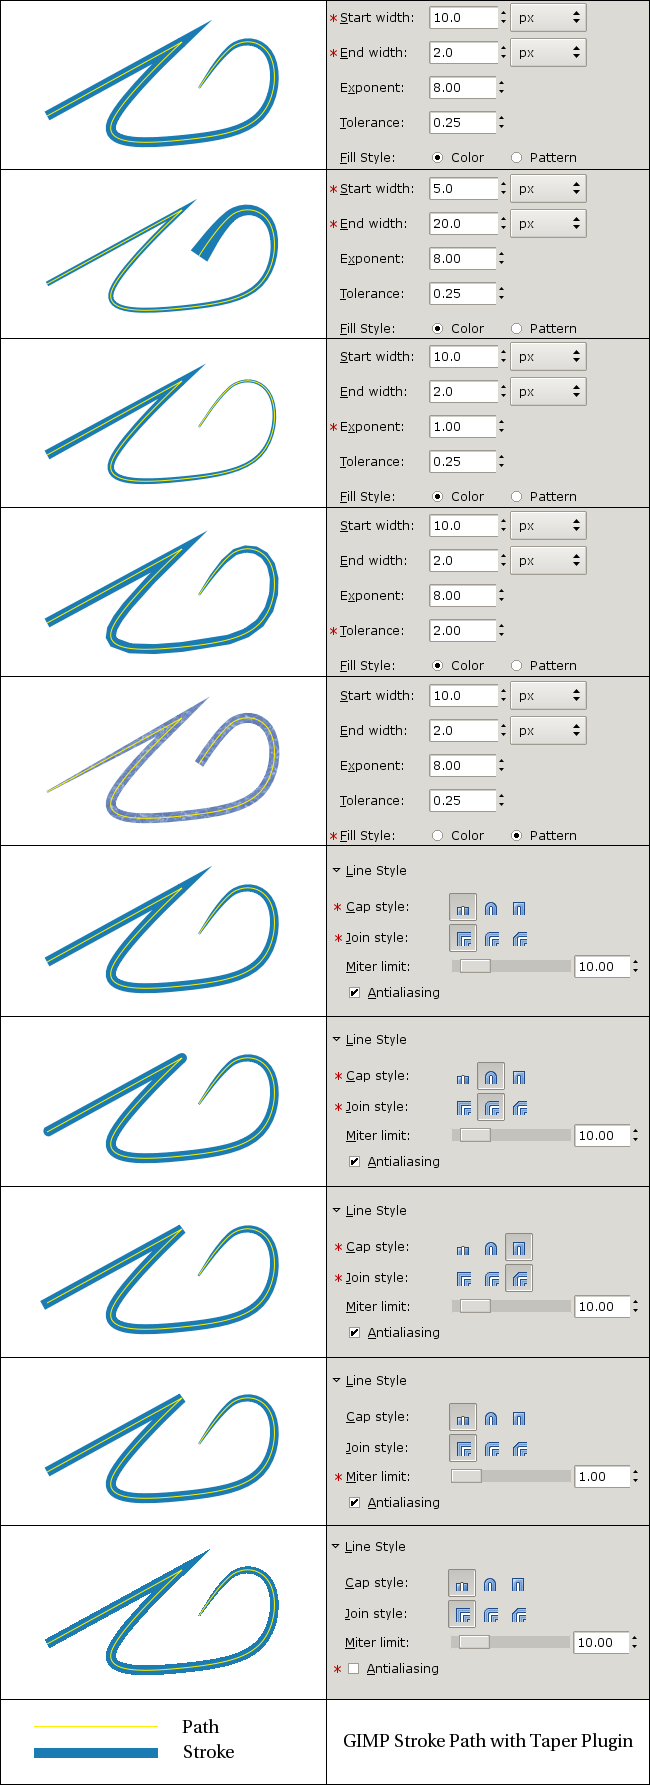 * Start width: 10.0 px
* End width: 2.0 px
Exponent: 8.00
Tolerance: 0.25
Fill Style: Color Pattern
* Start width: 5.0 px
* End width: 20.0 px
Exponent: 8.00
Tolerance: 0.25
Fill Style: Color Pattern
Start width: 10.0 px
End width: 2.0 px
* Exponent: 1.00
Tolerance: 0.25
Fill Style: Color Pattern
Start width: 10.0 px
End width: 2.0 px
Exponent: 8.00
* Tolerance: 2.00
Fill Style: Color Pattern
Start width: 10.0 px
End width: 2.0 px
Exponent: 8.00
Tolerance: 0.25
* Fill Style: Color Pattern
Line Style
* Cap style:
* Join style:
Miter limit: 10.00
Antialiasing
Line Style
* Cap style:
* Join style:
Miter limit: 10.00
Antialiasing
Line Style
* Cap style:
* Join style:
Miter limit: 10.00
Antialiasing
Line Style
Cap style:
Join style:
* Miter limit: 1.00
Antialiasing
Line Style
Cap style:
Join style:
Miter limit: 10.00
* Antialiasing
Path
Stroke
GIMP Stroke Path with Taper Plugin